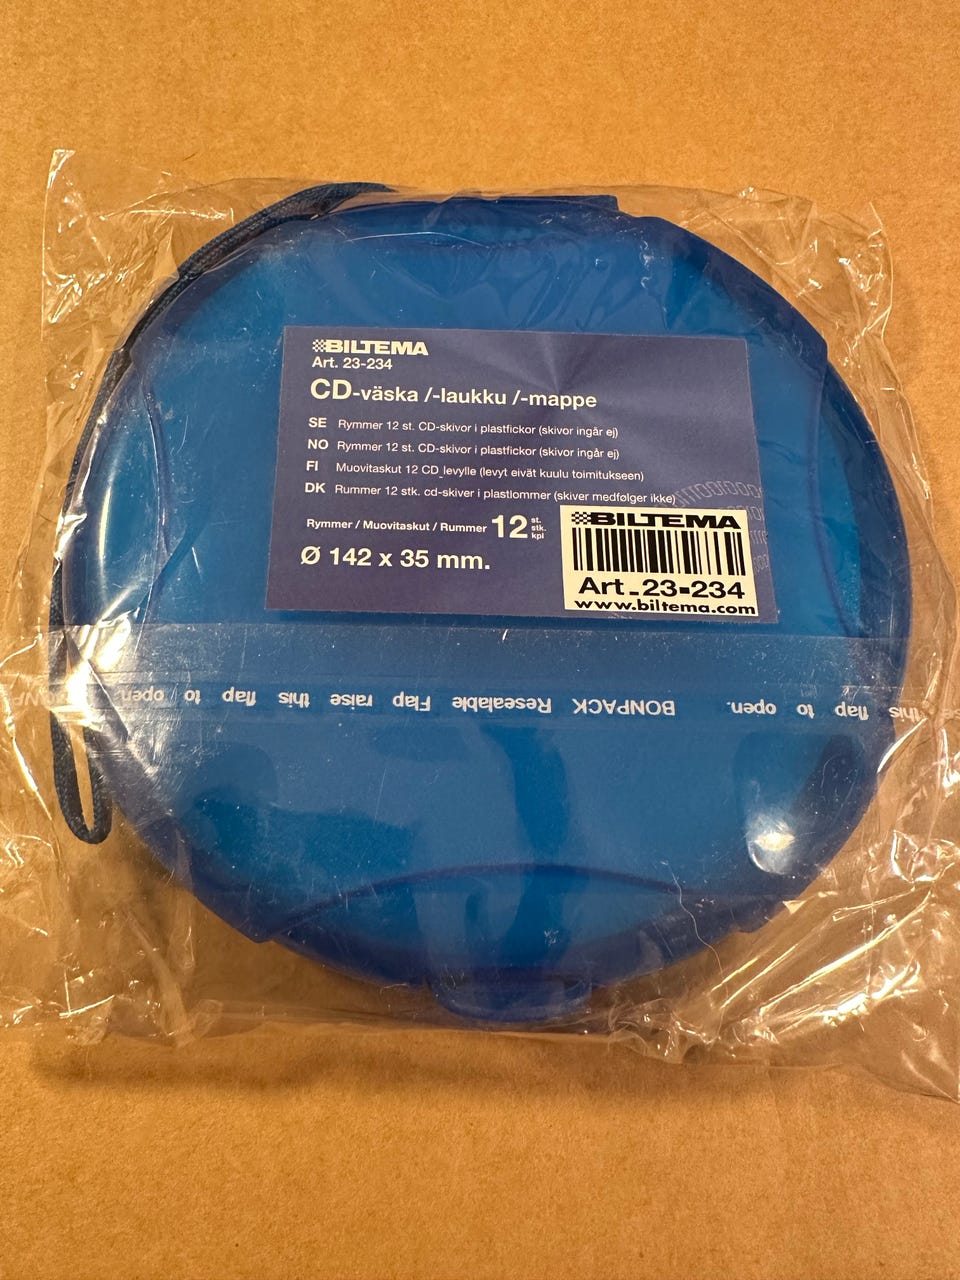 BILTEMA
Art. 23-234
CD-väska /-laukku /-mappe
SE Rymmer 12 st. CD-skivor i plastfickor (skivor ingår ej)
NO Rymmer 12 st. CD-skivor i plastfickor (skivor ingår ej)
FI Muovitaskut 12 CD_levylle (levyt eivät kuulu toimitukseen)
DK Rummer 12 stk. cd-skiver i plastlommer (skiver medfølger ikke)
Rymmer / Muovitaskut / Rummer 12 st. stk. kpl
Ø 142 x 35 mm.
BILTEMA
Art. 23-234
www.biltema.com
this flap to open. BONPACK Resealable Flap raise this flap to open